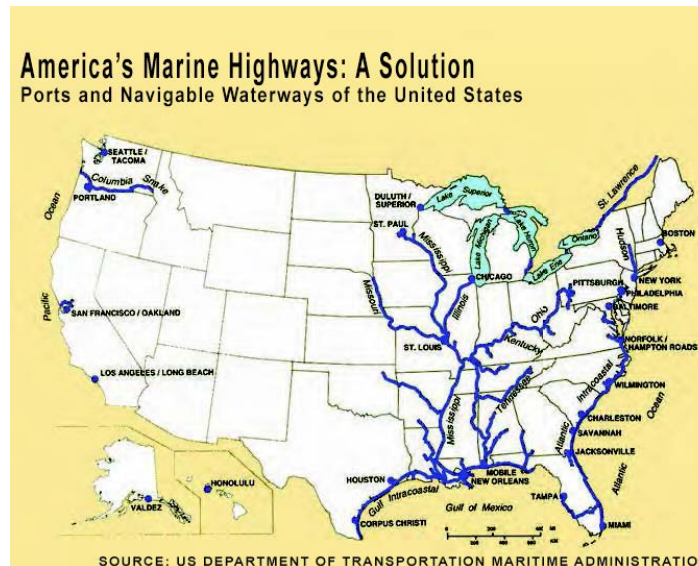 America's Marine Highways: A Solution
Ports and Navigable Waterways of the United States
SEATTLE /
TACOMA
Columbia
Snake
PORTLAND
Ocean
Pacific
SAN FRANCISCO / OAKLAND
LOS ANGELES / LONG BEACH
DULUTH /
SUPERIOR
Lake
Superior
ST. PAUL
Mississippi
Lake Michigan
Lake Huron
St. Lawrence
L. Ontario
Lake Erie
Hudson
BOSTON
CHICAGO
Missouri
Illinois
PITTSBURGH
NEW YORK
PHILADELPHIA
BALTIMORE
Ohio
ST. LOUIS
Kentucky
NORFOLK /
HAMPTON ROADS
Mississippi
Tennessee
Intracoastal
WILMINGTON
Ocean
CHARLESTON
SAVANNAH
Atlantic
JACKSONVILLE
Atlantic
HOUSTON
MOBILE
NEW ORLEANS
Gulf Intracoastal
TAMPA
Gulf of Mexico
CORPUS CHRISTI
MIAMI
HONOLULU
VALDEZ
SOURCE: US DEPARTMENT OF TRANSPORTATION MARITIME ADMINISTRATIO